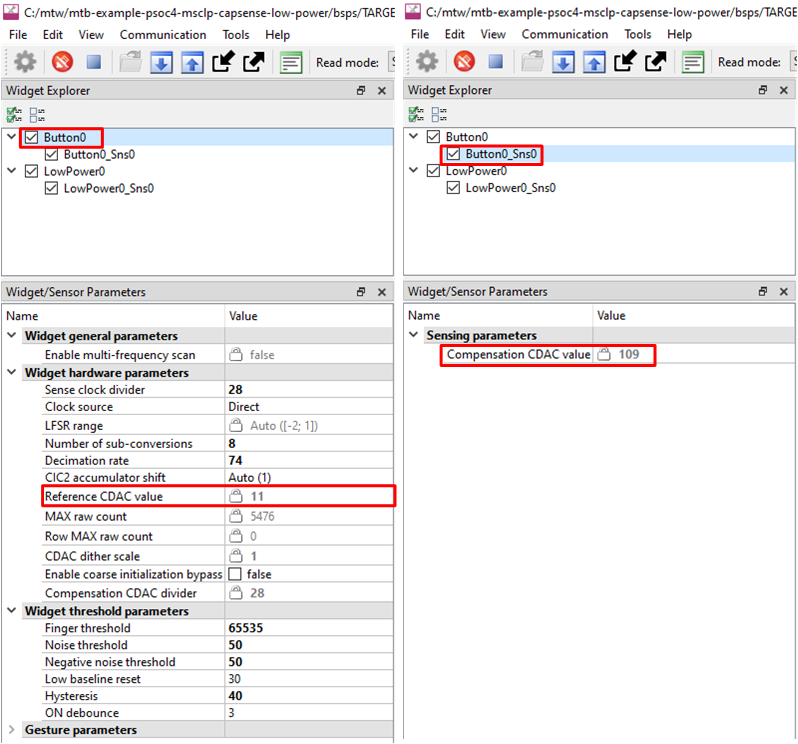 C:/mtw/mtb-example-psoc4-msclp-capsense-low-power/bsps/TARGE
File Edit View Communication Tools Help
Read mode:
Widget Explorer
Button0
Button0_Sns0
LowPower0
LowPower0_Sns0
Widget/Sensor Parameters
Name Value
Widget general parameters
Enable multi-frequency scan false
Widget hardware parameters
Sense clock divider 28
Clock source Direct
LFSR range Auto ([-2; 1])
Number of sub-conversions 8
Decimation rate 74
CIC2 accumulator shift Auto (1)
Reference CDAC value 11
MAX raw count 5476
Row MAX raw count 0
CDAC dither scale 1
Enable coarse initialization bypass false
Compensation CDAC divider 28
Widget threshold parameters
Finger threshold 65535
Noise threshold 50
Negative noise threshold 50
Low baseline reset 30
Hysteresis 40
ON debounce 3
Gesture parameters
C:/mtw/mtb-example-psoc4-msclp-capsense-low-power/bsps/TARGE
File Edit View Communication Tools Help
Read mode:
Widget Explorer
Button0
Button0_Sns0
LowPower0
LowPower0_Sns0
Widget/Sensor Parameters
Name Value
Sensing parameters
Compensation CDAC value 109